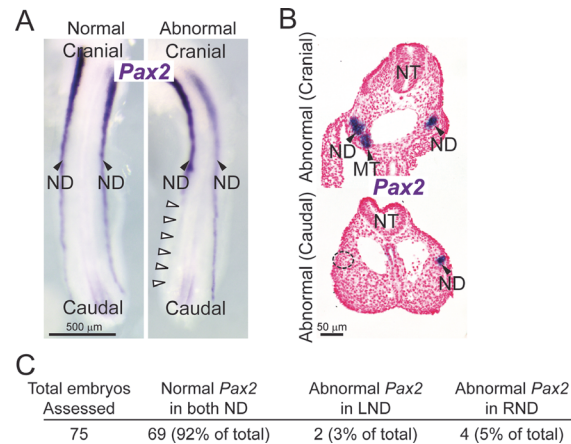 A
Normal
Cranial
Abnormal
Cranial
Pax2
ND
ND
ND
ND
Caudal
Caudal
500 µm
B
Abnormal (Cranial)
NT
ND
MT
ND
Pax2
Abnormal (Caudal)
NT
ND
50 µm
C
Total embryos Assessed	Normal Pax2 in both ND	Abnormal Pax2 in LND	Abnormal Pax2 in RND
75	69 (92% of total)	2 (3% of total)	4 (5% of total)